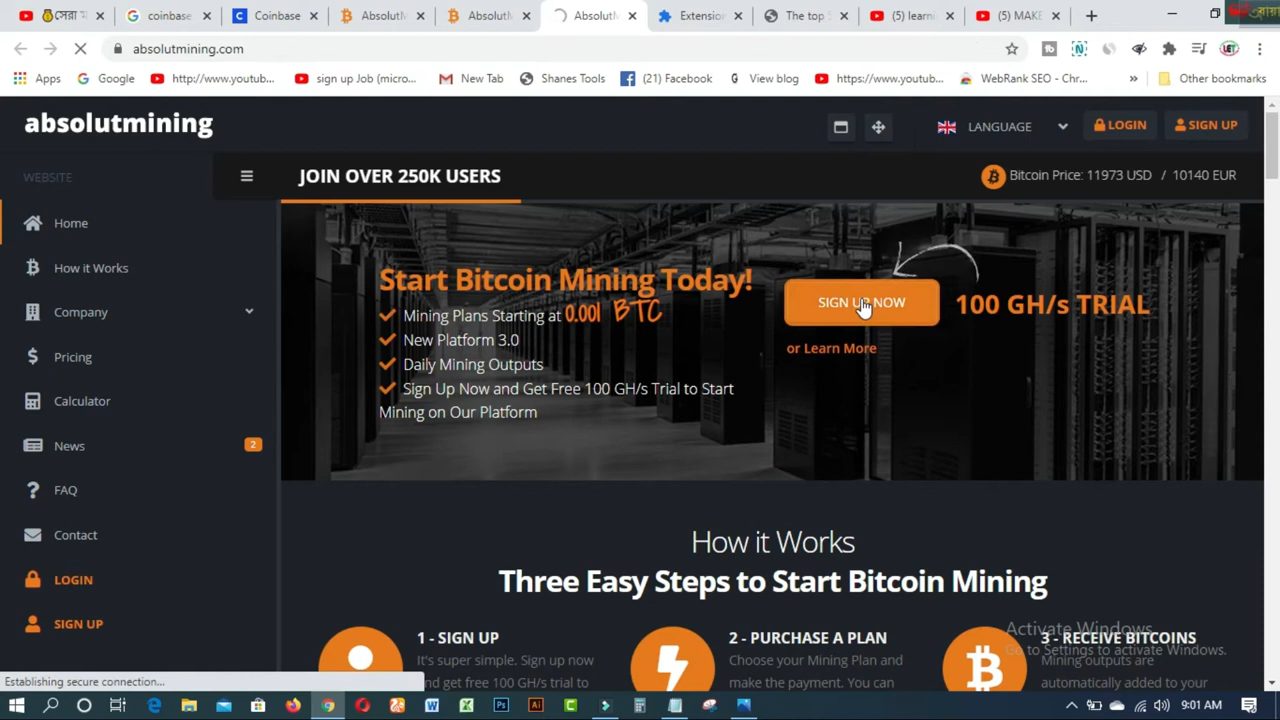 সেরা
coinbase
Coinbase
AbsolutM
AbsolutM
AbsolutM
Extension
The top
(5) learni
(5) MAKE
absolutmining.com
Apps
Google
http://www.youtub...
sign up Job (micro...
New Tab
Shanes Tools
(21) Facebook
View blog
https://www.youtub...
WebRank SEO - Chr...
»
Other bookmarks
absolutmining
LANGUAGE
LOGIN
SIGN UP
WEBSITE
JOIN OVER 250K USERS
Bitcoin Price: 11973 USD / 10140 EUR
Home
How it Works
Company
Pricing
Calculator
News
2
FAQ
Contact
LOGIN
SIGN UP
Start Bitcoin Mining Today!
Mining Plans Starting at 0.001 BTC
New Platform 3.0
Daily Mining Outputs
Sign Up Now and Get Free 100 GH/s Trial to Start
Mining on Our Platform
SIGN UP NOW
100 GH/s TRIAL
or Learn More
How it Works
Three Easy Steps to Start Bitcoin Mining
1 - SIGN UP
It's super simple. Sign up now
and get free 100 GH/s trial to
2 - PURCHASE A PLAN
Choose your Mining Plan and
make the payment. You can
3 - RECEIVE BITCOINS
Mining outputs are
automatically added to your
Activate Windows
Go to Settings to activate Windows.
Establishing secure connection...
9:01 AM